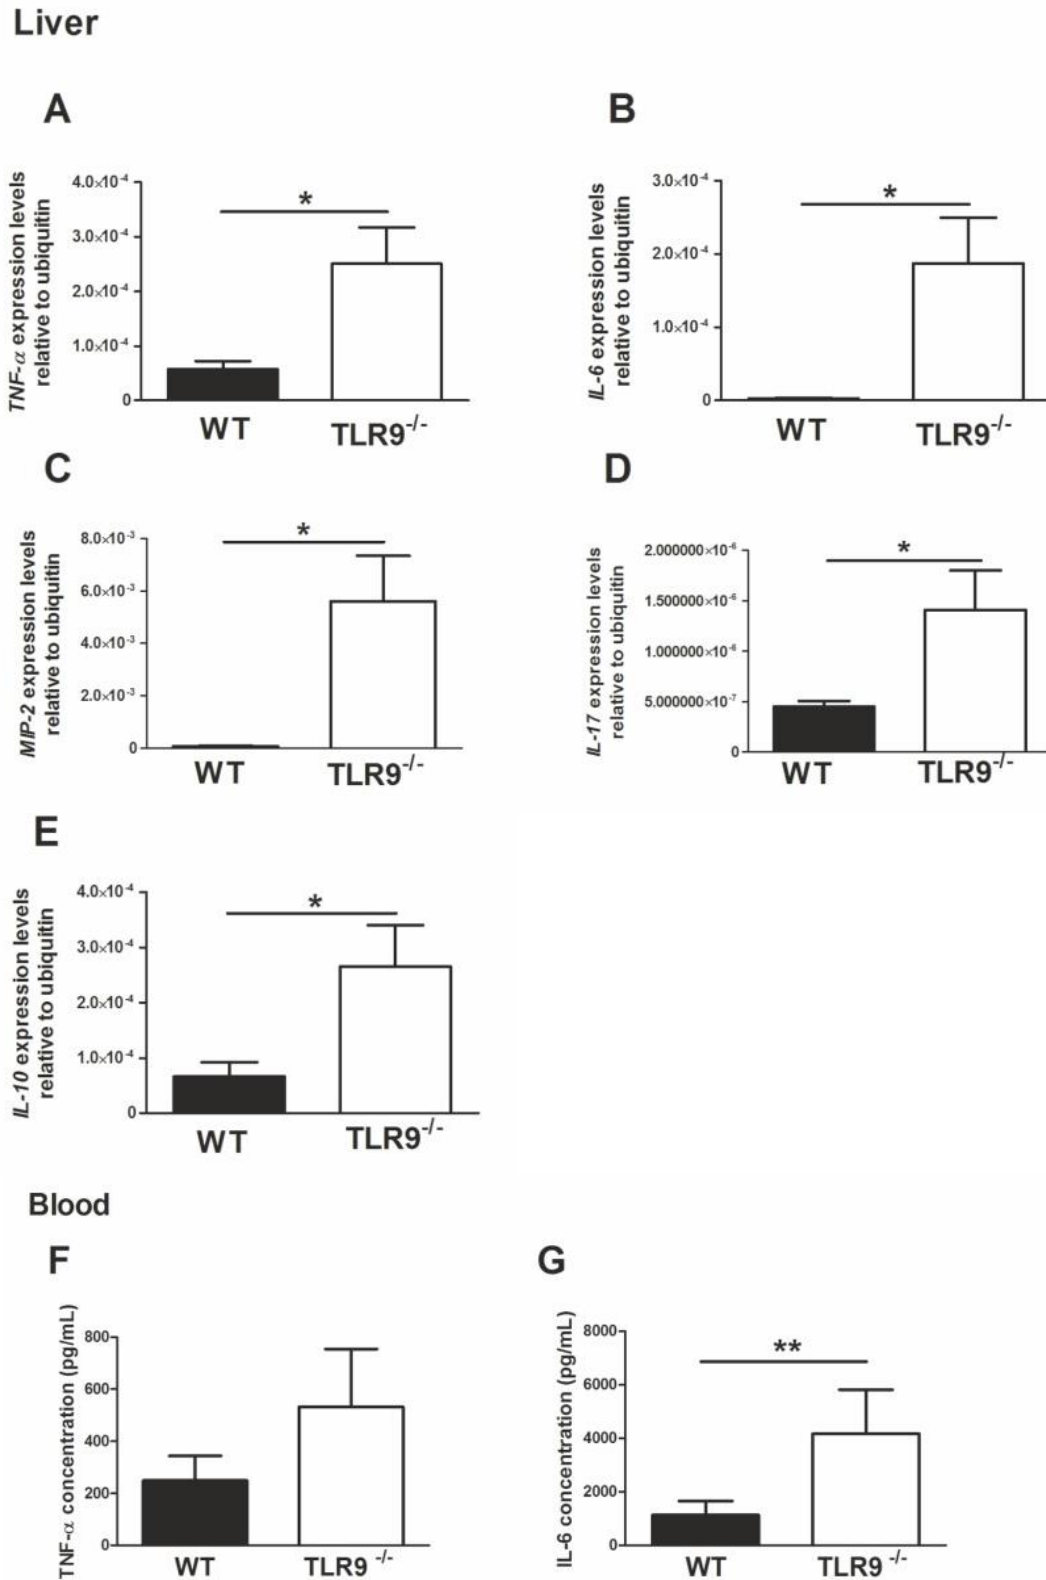 Liver
A
TNF-α expression levels
relative to ubiquitin
4.0×10⁻⁴
3.0×10⁻⁴
2.0×10⁻⁴
1.0×10⁻⁴
0
*
WT
TLR9⁻/⁻
B
IL-6 expression levels
relative to ubiquitin
3.0×10⁻⁴
2.0×10⁻⁴
1.0×10⁻⁴
0
*
WT
TLR9⁻/⁻
C
MIP-2 expression levels
relative to ubiquitin
8.0×10⁻³
6.0×10⁻³
4.0×10⁻³
2.0×10⁻³
0
*
WT
TLR9⁻/⁻
D
IL-17 expression levels
relative to ubiquitin
2.000000×10⁻⁶
1.500000×10⁻⁶
1.000000×10⁻⁶
5.000000×10⁻⁷
0
*
WT
TLR9⁻/⁻
E
IL-10 expression levels
relative to ubiquitin
4.0×10⁻⁴
3.0×10⁻⁴
2.0×10⁻⁴
1.0×10⁻⁴
0
*
WT
TLR9⁻/⁻
Blood
F
TNF-α concentration (pg/mL)
800
600
400
200
0
WT
TLR9 ⁻/⁻
G
IL-6 concentration (pg/mL)
8000
6000
4000
2000
0
**
WT
TLR9 ⁻/⁻